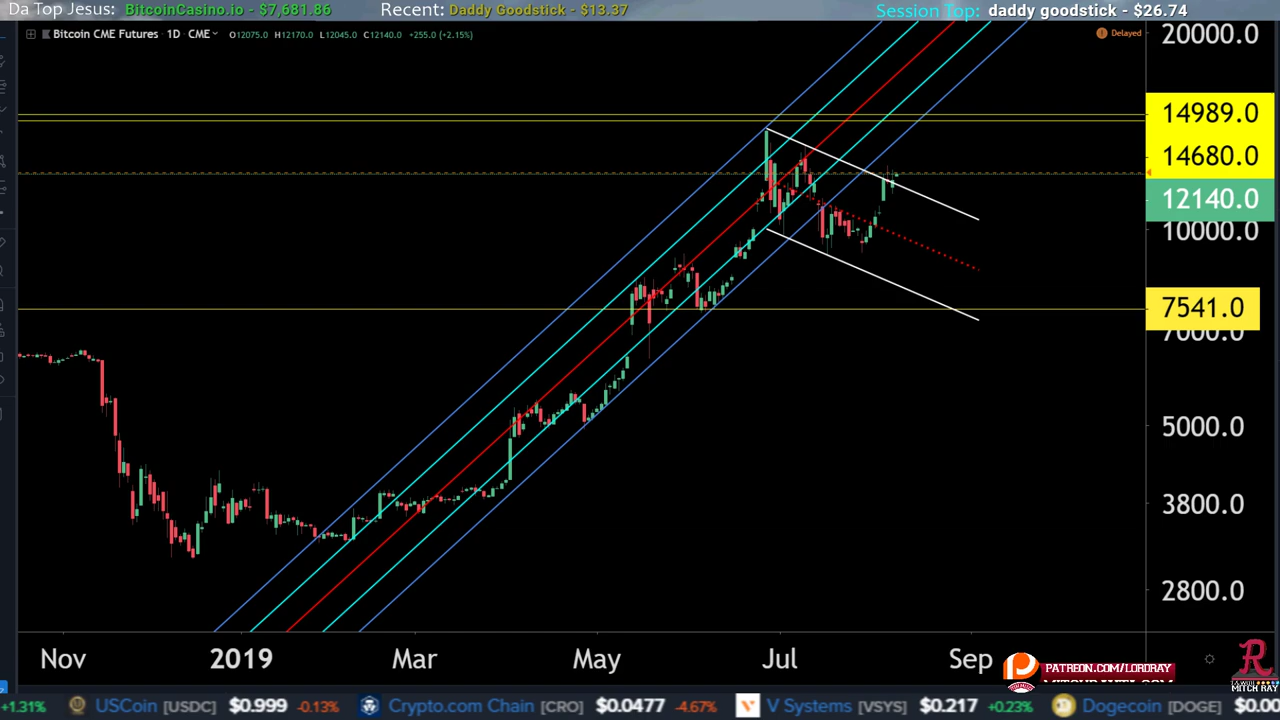 Da Top Jesus: BitcoinCasino.io - $7,681.86 Recent: Daddy Goodstick - $13.37 Session Top: daddy goodstick - $26.74
Bitcoin CME Futures · 1D · CME O12075.0 H12170.0 L12045.0 C12140.0 +255.0 (+2.15%) Delayed
20000.0
14989.0
14680.0
12140.0
10000.0
7541.0
7000.0
5000.0
3800.0
2800.0
Nov 2019 Mar May Jul Sep
PATREON.COM/LORDRAY
R
MITCH RAY
+1.31% USCoin [USDC] $0.999 -0.13% Crypto.com Chain [CRO] $0.0477 -4.67% V Systems [VSYS] $0.217 +0.23% Dogecoin [DOGE] $0.00